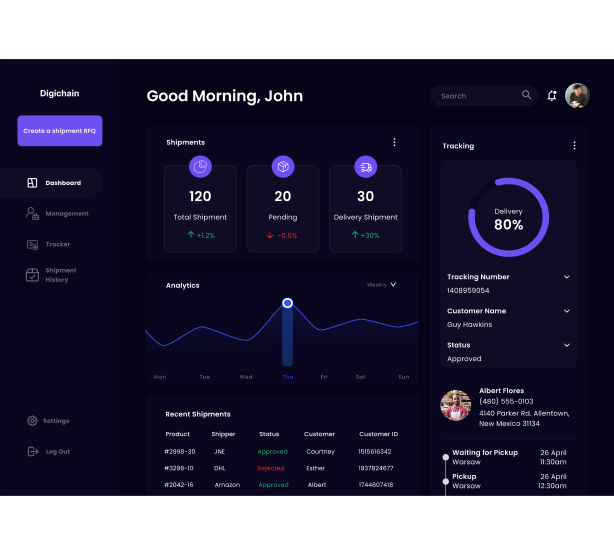 Digichain
Create a shipment RFQ
Dashboard
Management
Tracker
Shipment
History
Settings
Log Out
Good Morning, John
Search
Shipments
120
Total Shipment
+1.2%
20
Pending
-0.5%
30
Delivery Shipment
+30%
Analytics
Weekly
Mon Tue Wed Thu Fri Sat Sun
Recent Shipments
Product Shipper Status Customer Customer ID
#2998-30 JNE Approved Courtney 1515616342
#3298-10 DHL Rejected Esther 1937824677
#2042-16 Amazon Approved Albert 1744607418
Tracking
Delivery
80%
Tracking Number
1408959054
Customer Name
Guy Hawkins
Status
Approved
Albert Flores
(480) 555-0103
4140 Parker Rd. Allentown,
New Mexico 31134
Waiting for Pickup 26 April
Warsaw 11:30am
Pickup 26 April
Warsaw 12:30am